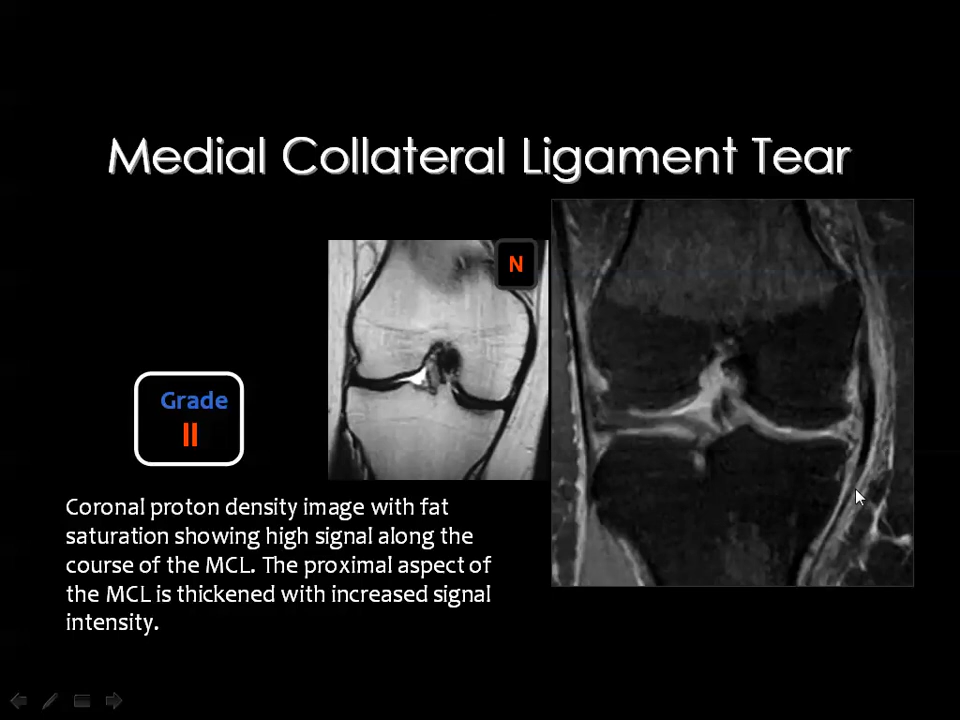 Medial Collateral Ligament Tear
N
Grade
II
Coronal proton density image with fat
saturation showing high signal along the
course of the MCL. The proximal aspect of
the MCL is thickened with increased signal
intensity.